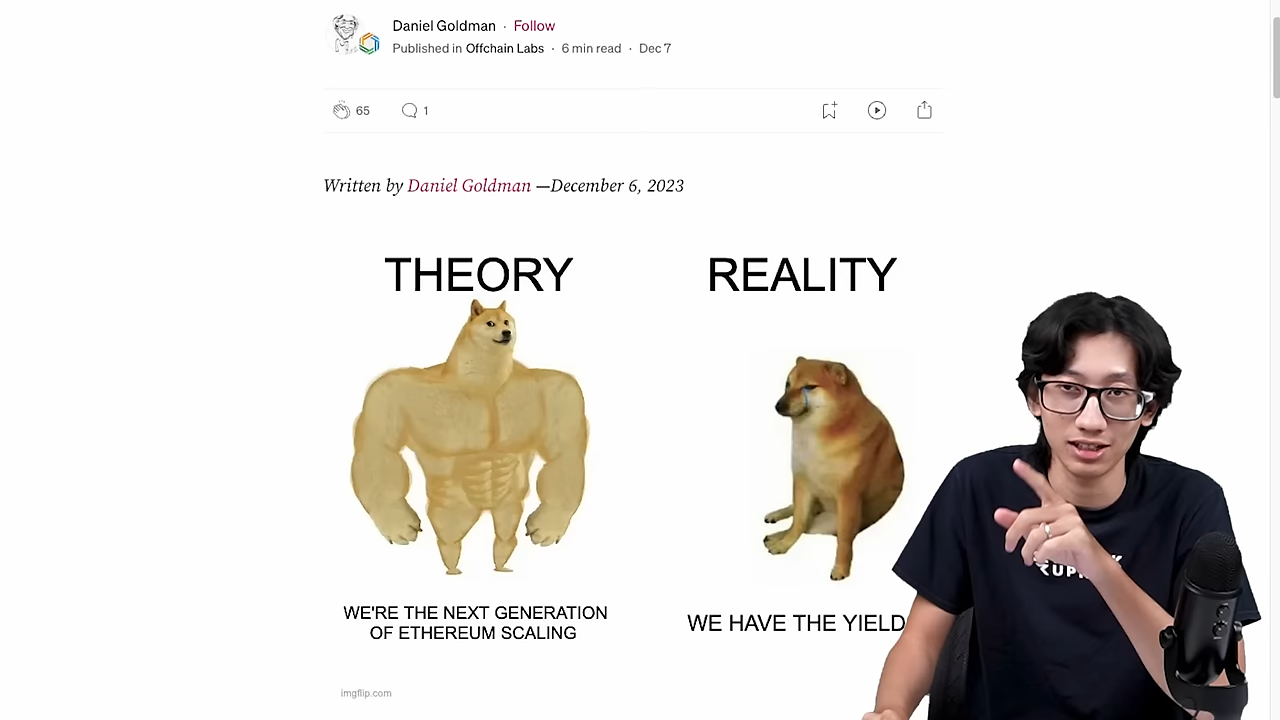 Daniel Goldman · Follow
Published in Offchain Labs · 6 min read · Dec 7
65 1
Written by Daniel Goldman —December 6, 2023
THEORY REALITY
WE'RE THE NEXT GENERATION
OF ETHEREUM SCALING
WE HAVE THE YIELD
imgflip.com